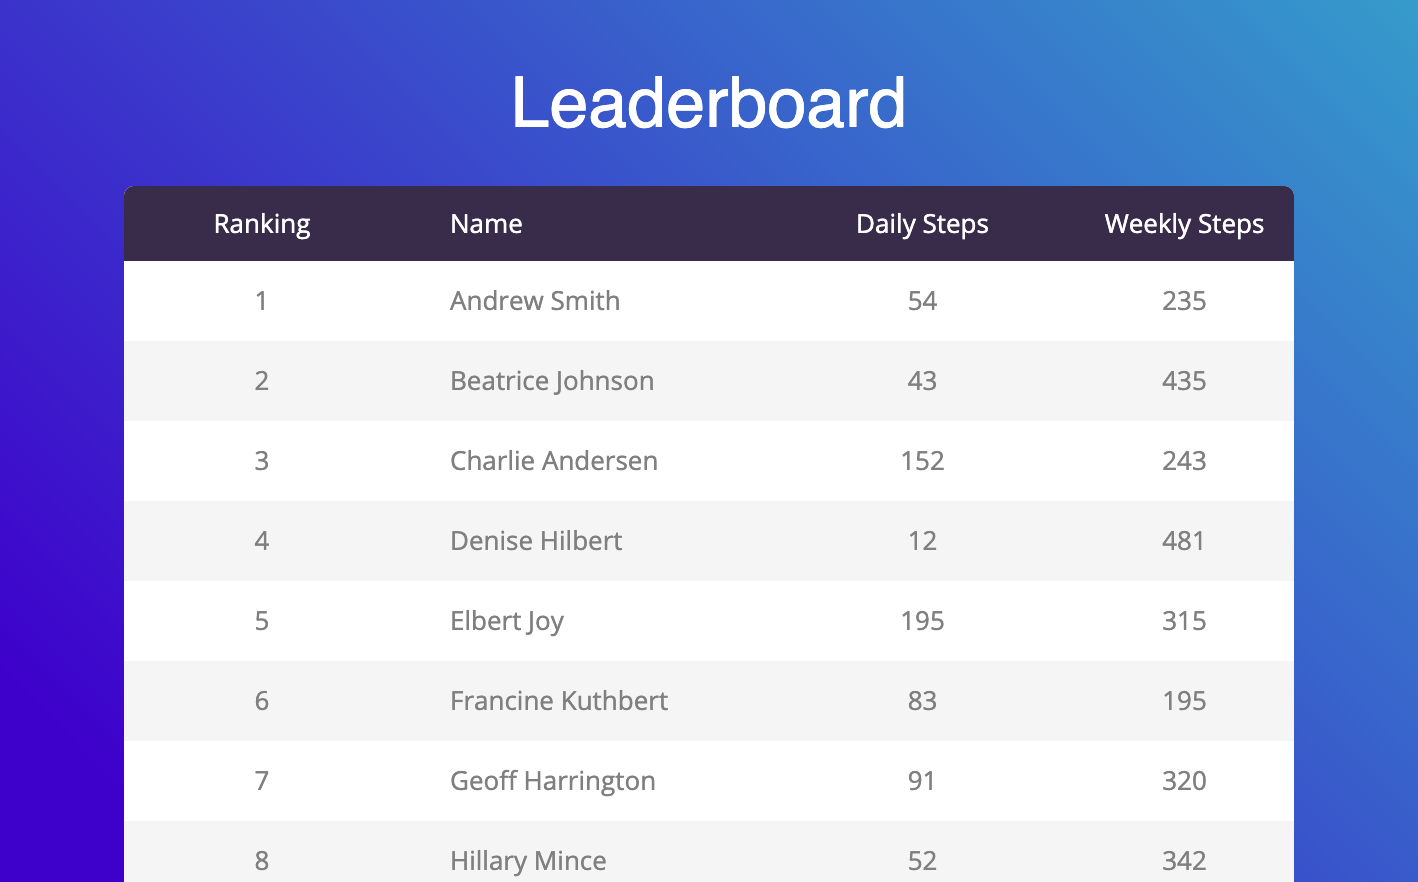 Leaderboard
Ranking Name Daily Steps Weekly Steps
1 Andrew Smith 54 235
2 Beatrice Johnson 43 435
3 Charlie Andersen 152 243
4 Denise Hilbert 12 481
5 Elbert Joy 195 315
6 Francine Kuthbert 83 195
7 Geoff Harrington 91 320
8 Hillary Mince 52 342